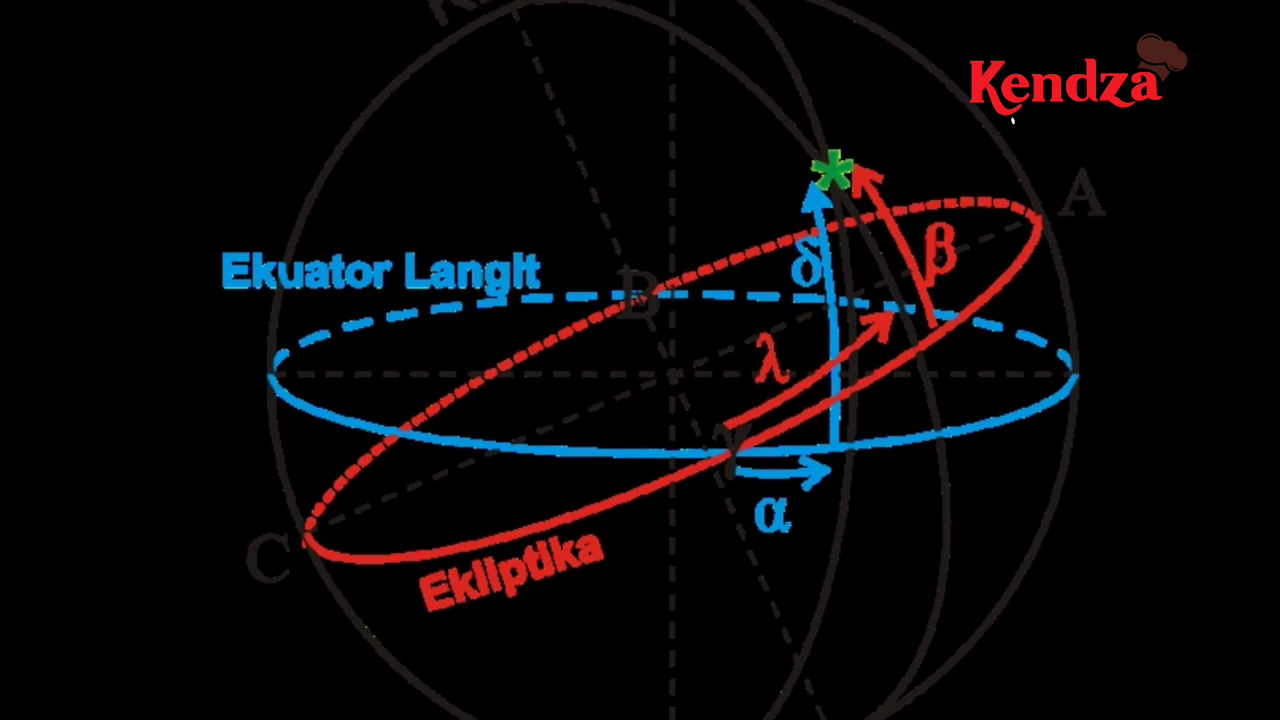 Kendza
A
Ekuator Langit
B
δ
β
λ
γ
α
C
Ekliptika